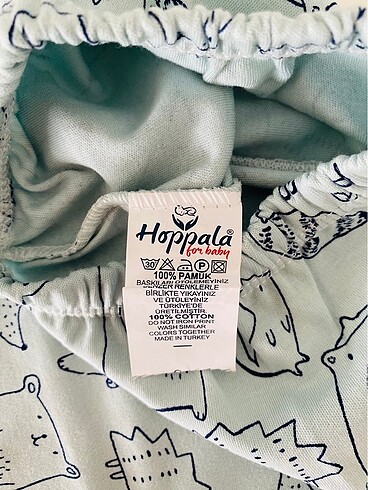 Hoppala®
for baby
30 P
100% PAMUK
BASKILARI ÜTÜLEMEYİNİZ
BENZER RENKLERLE
BİRLİKTE YIKAYINIZ
VE ÜTÜLEYİNİZ
TÜRKİYE'DE
ÜRETİLMİŞTİR.
100% COTTON
DO NOT IRON PRINT
WASH SIMILAR
COLORS TOGETHER
MADE IN TURKEY